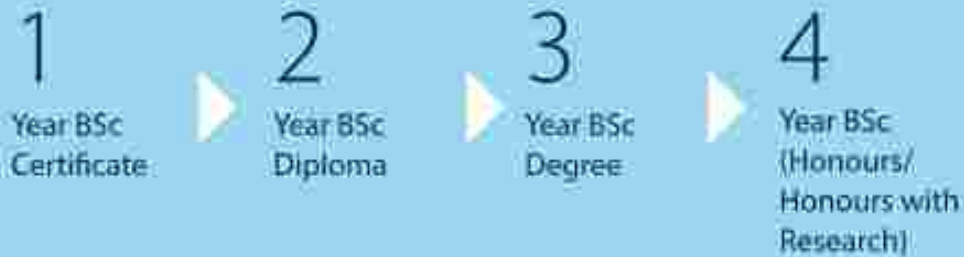 1
Year BSc
Certificate
2
Year BSc
Diploma
3
Year BSc
Degree
4
Year BSc
(Honours/
Honours with
Research)